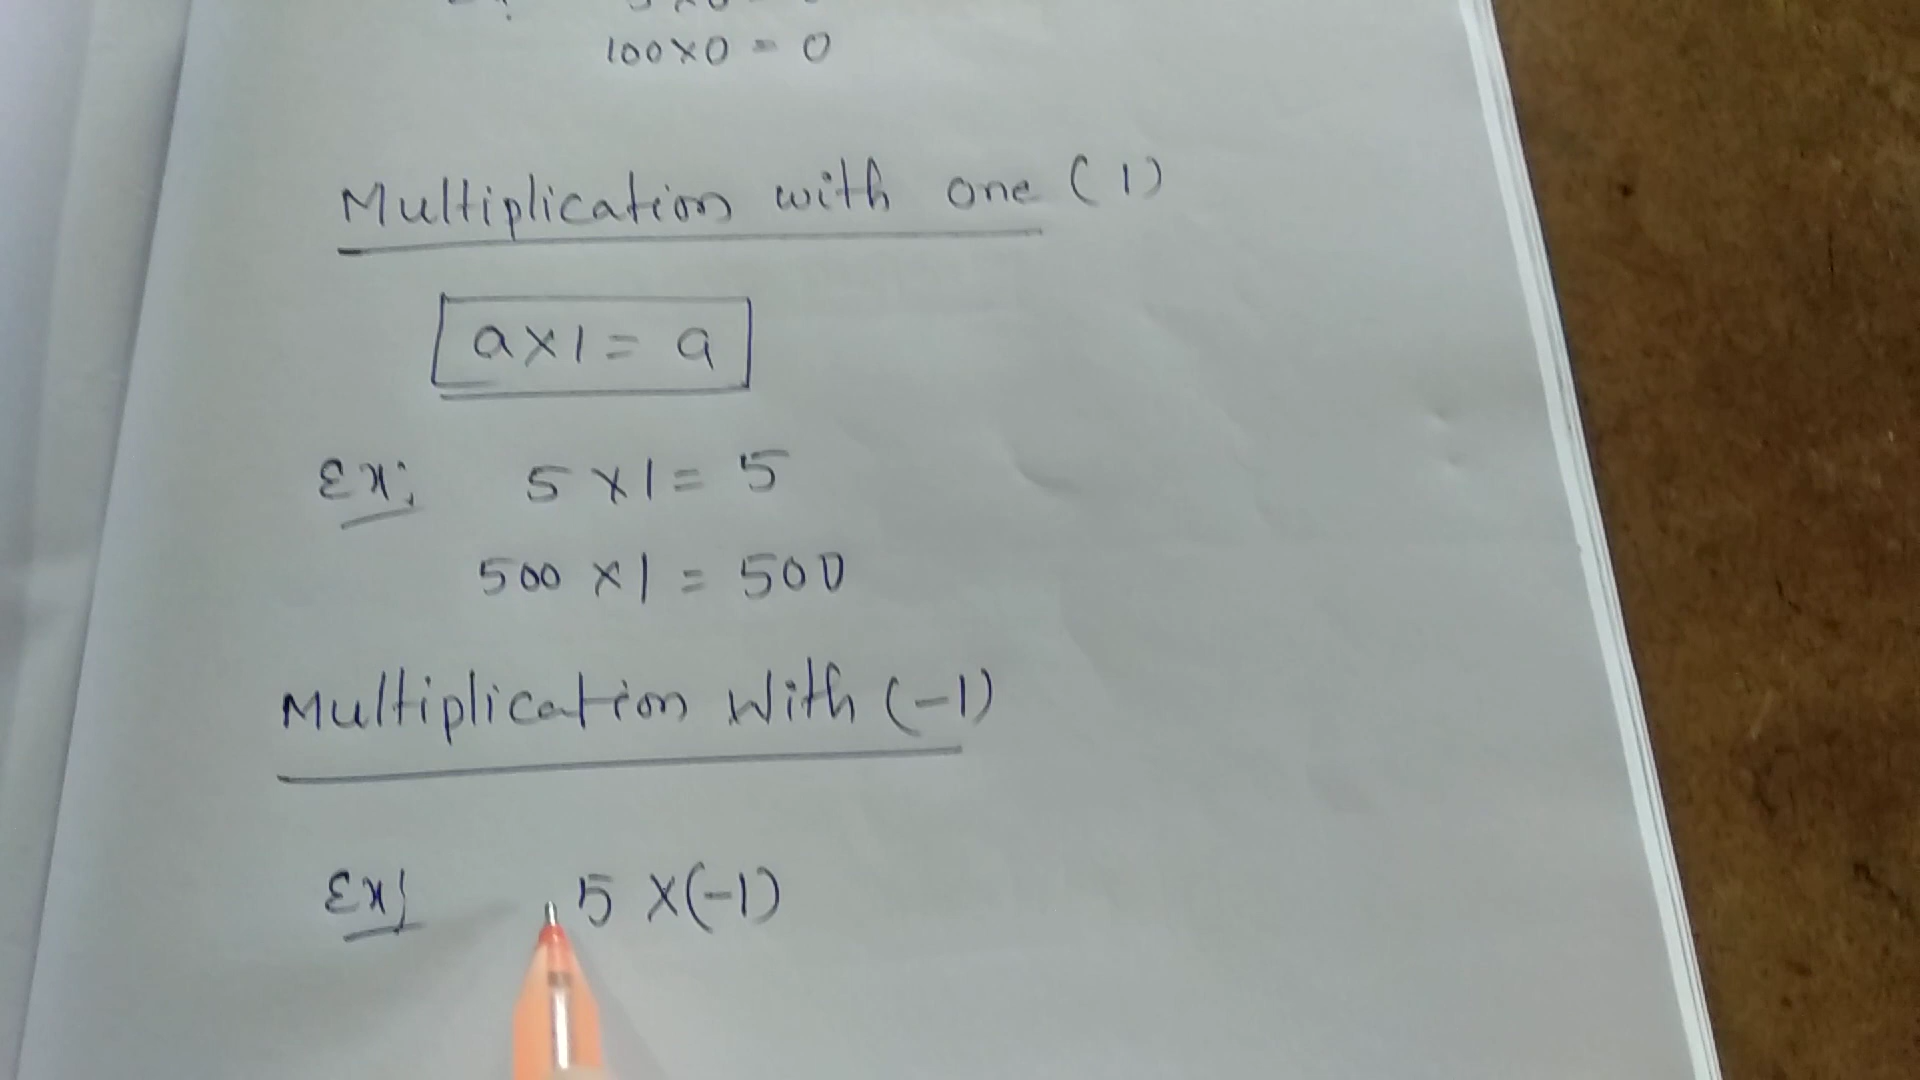 100×0 = 0
Multiplication with one (1)
a×1 = a
Ex: 5×1 = 5
500×1 = 500
Multiplication With (-1)
Ex: 5×(-1)